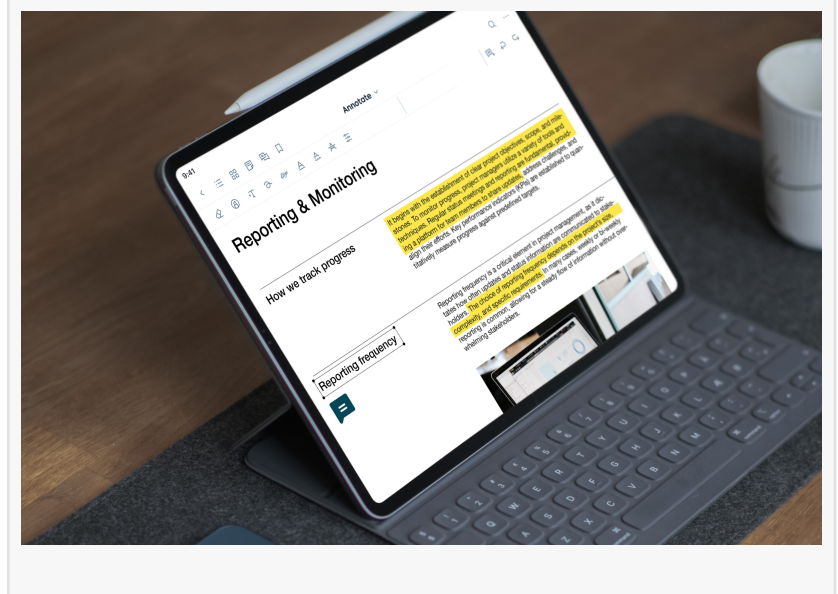 9:41
Annotate
Reporting & Monitoring
How we track progress
It begins with the establishment of clear project objectives, scope, and mile-
stones. To monitor progress, project managers utilize a variety of tools and
techniques. Regular status meetings and reporting are fundamental, provid-
ing a platform for team members to share updates, address challenges, and
align their efforts. Key performance indicators (KPIs) are established to quan-
titatively measure progress against predefined targets.
Reporting frequency
Reporting frequency is a critical element in project management, as it dic-
tates how often updates and status information are communicated to stake-
holders. The choice of reporting frequency depends on the project's size,
complexity, and specific requirements. In many cases, weekly or bi-weekly
reporting is common, allowing for a steady flow of information without over-
whelming stakeholders.
Q W E R T Y U I O P
A S D F G H J K L
Z X C V B N M